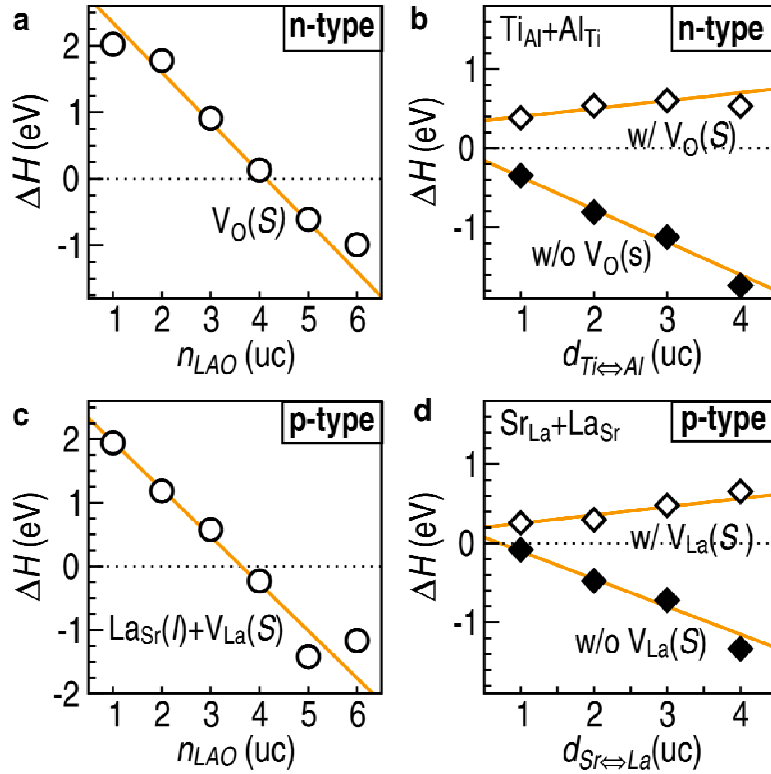 a
n-type
2
1
0
-1
ΔH (eV)
V_O(S)
1 2 3 4 5 6
n_LAO (uc)
b
Ti_Al+Al_Ti
n-type
1
0
-1
ΔH (eV)
w/ V_O(S)
w/o V_O(s)
1 2 3 4
d_Ti⇔Al (uc)
c
p-type
2
1
0
-1
-2
ΔH (eV)
La_Sr(I)+V_La(S)
1 2 3 4 5 6
n_LAO (uc)
d
Sr_La+La_Sr
p-type
1
0
-1
ΔH (eV)
w/ V_La(S )
w/o V_La(S)
1 2 3 4
d_Sr⇔La(uc)